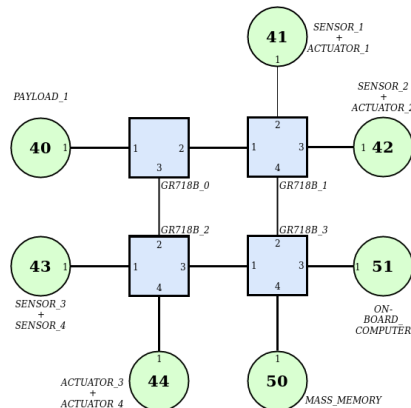 SENSOR_1
+
ACTUATOR_1
41
1
SENSOR_2
+
ACTUATOR_2
PAYLOAD_1
40
1
1
2
3
GR718B_0
2
1
3
4
GR718B_1
1
42
43
1
SENSOR_3
+
SENSOR_4
GR718B_2
2
1
3
4
GR718B_3
2
1
3
4
1
51
ON-
BOARD_
COMPUTER
1
44
ACTUATOR_3
+
ACTUATOR_4
1
50
MASS_MEMORY